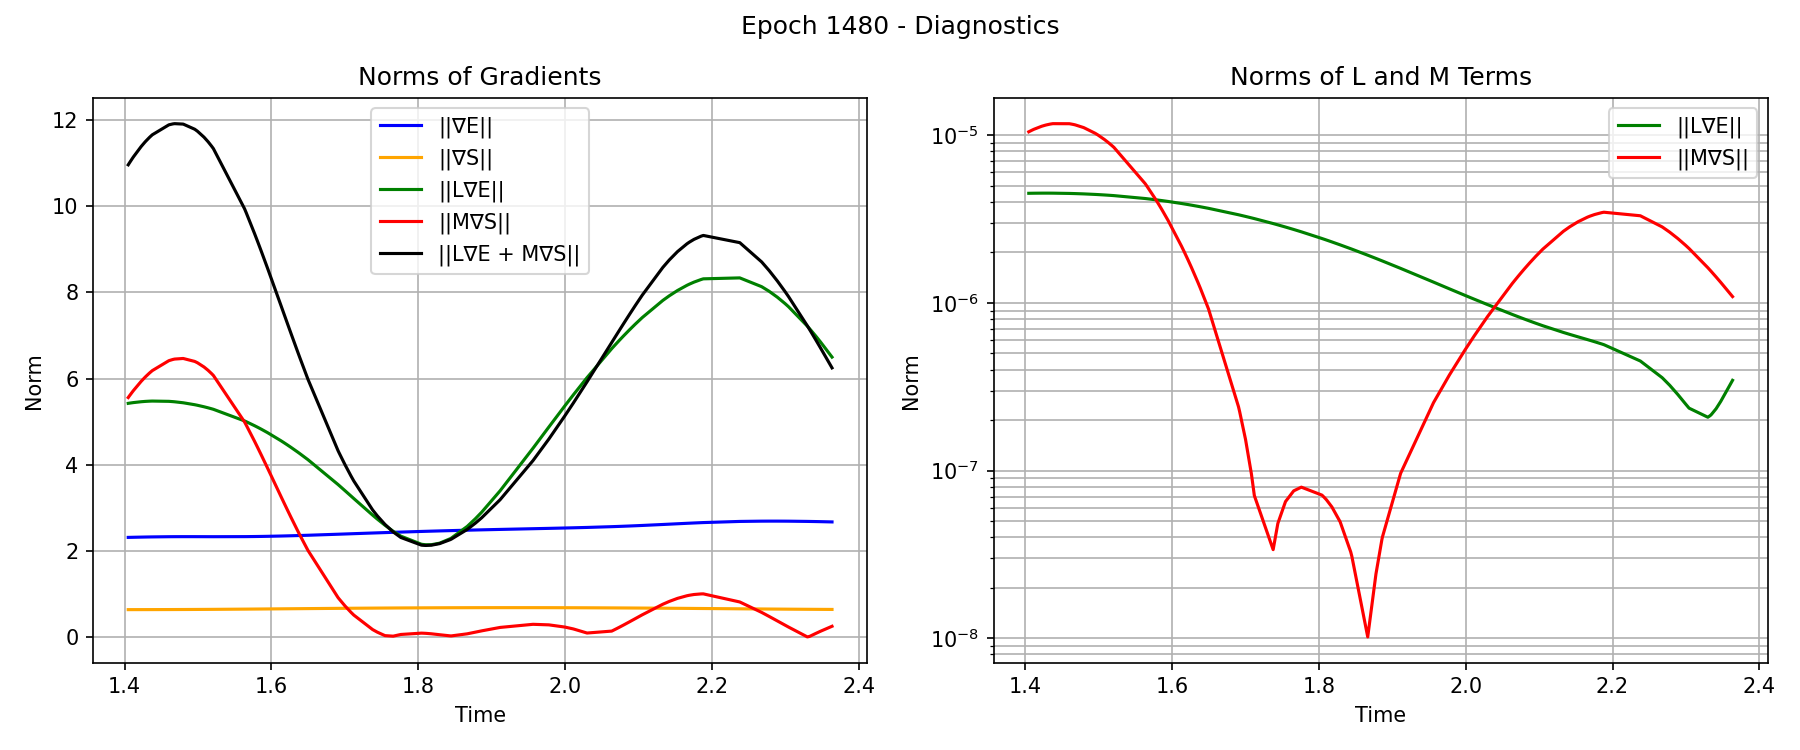 Epoch 1480 - Diagnostics
Norms of Gradients
||∇E||
||∇S||
||L∇E||
||M∇S||
||L∇E + M∇S||
12
10
8
6
4
2
0
Norm
1.4 1.6 1.8 2.0 2.2 2.4
Time
Norms of L and M Terms
||L∇E||
||M∇S||
10⁻⁵
10⁻⁶
10⁻⁷
10⁻⁸
Norm
1.4 1.6 1.8 2.0 2.2 2.4
Time